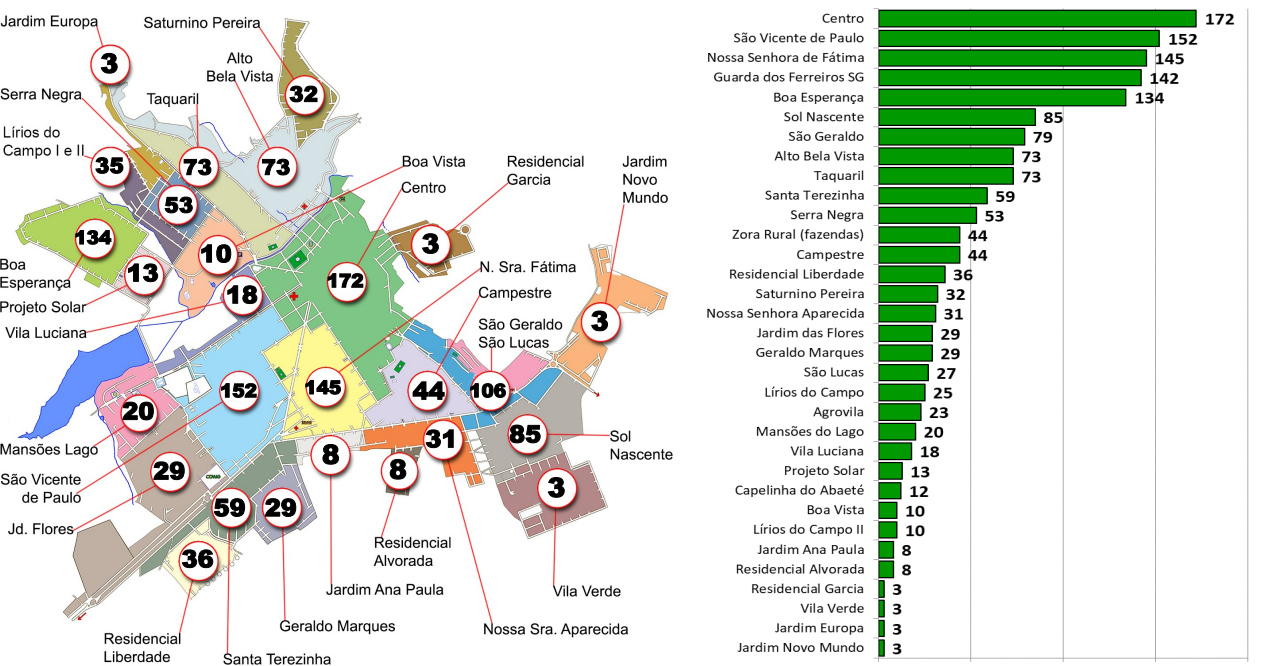 Jardim Europa
Saturnino Pereira
3
Alto
Bela Vista
Serra Negra
Taquaril
32
Lírios do
Campo I e II
35
73
73
Boa Vista
Residencial
Garcia
Jardim
Novo
Mundo
Centro
53
134
10
3
13
Boa
Esperança
N. Sra. Fátima
172
18
Projeto Solar
Campestre
Vila Luciana
São Geraldo
São Lucas
3
152
145
44
106
20
Mansões Lago
31
85
Sol
Nascente
8
8
29
São Vicente
de Paulo
3
59
29
Jd. Flores
36
Residencial
Alvorada
Jardim Ana Paula
Vila Verde
Geraldo Marques
Nossa Sra. Aparecida
Residencial
Liberdade
Santa Terezinha
Centro 172
São Vicente de Paulo 152
Nossa Senhora de Fátima 145
Guarda dos Ferreiros SG 142
Boa Esperança 134
Sol Nascente 85
São Geraldo 79
Alto Bela Vista 73
Taquaril 73
Santa Terezinha 59
Serra Negra 53
Zora Rural (fazendas) 44
Campestre 44
Residencial Liberdade 36
Saturnino Pereira 32
Nossa Senhora Aparecida 31
Jardim das Flores 29
Geraldo Marques 29
São Lucas 27
Lírios do Campo 25
Agrovila 23
Mansões do Lago 20
Vila Luciana 18
Projeto Solar 13
Capelinha do Abaeté 12
Boa Vista 10
Lírios do Campo II 10
Jardim Ana Paula 8
Residencial Alvorada 8
Residencial Garcia 3
Vila Verde 3
Jardim Europa 3
Jardim Novo Mundo 3